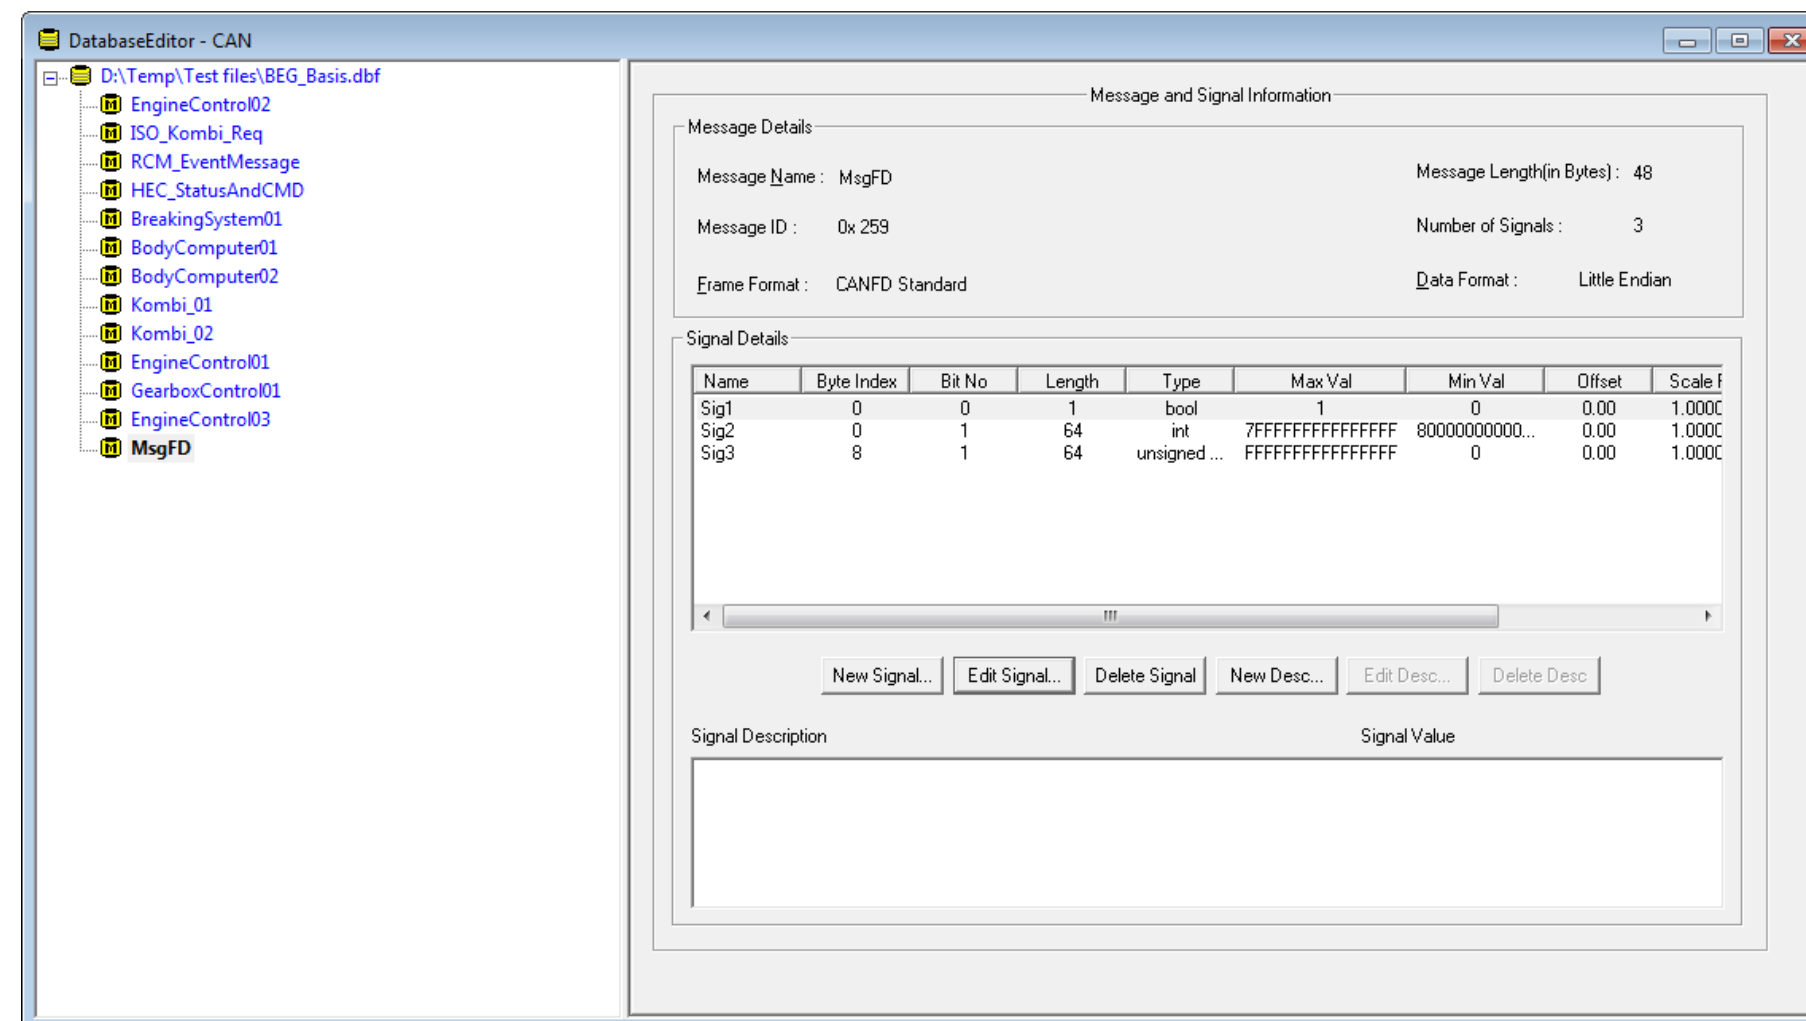 DatabaseEditor - CAN
D:\Temp\Test files\BEG_Basis.dbf
EngineControl02
ISO_Kombi_Req
RCM_EventMessage
HEC_StatusAndCMD
BreakingSystem01
BodyComputer01
BodyComputer02
Kombi_01
Kombi_02
EngineControl01
GearboxControl01
EngineControl03
MsgFD
Message and Signal Information
Message Details
Message Name : MsgFD
Message Length(in Bytes) : 48
Message ID : 0x 259
Number of Signals : 3
Frame Format : CANFD Standard
Data Format : Little Endian
Signal Details
Name Byte Index Bit No Length Type Max Val Min Val Offset Scale F
Sig1 0 0 1 bool 1 0 0.00 1.0000
Sig2 0 1 64 int 7FFFFFFFFFFFFFFF 80000000000... 0.00 1.0000
Sig3 8 1 64 unsigned ... FFFFFFFFFFFFFFFF 0 0.00 1.0000
New Signal... Edit Signal... Delete Signal New Desc... Edit Desc... Delete Desc
Signal Description Signal Value